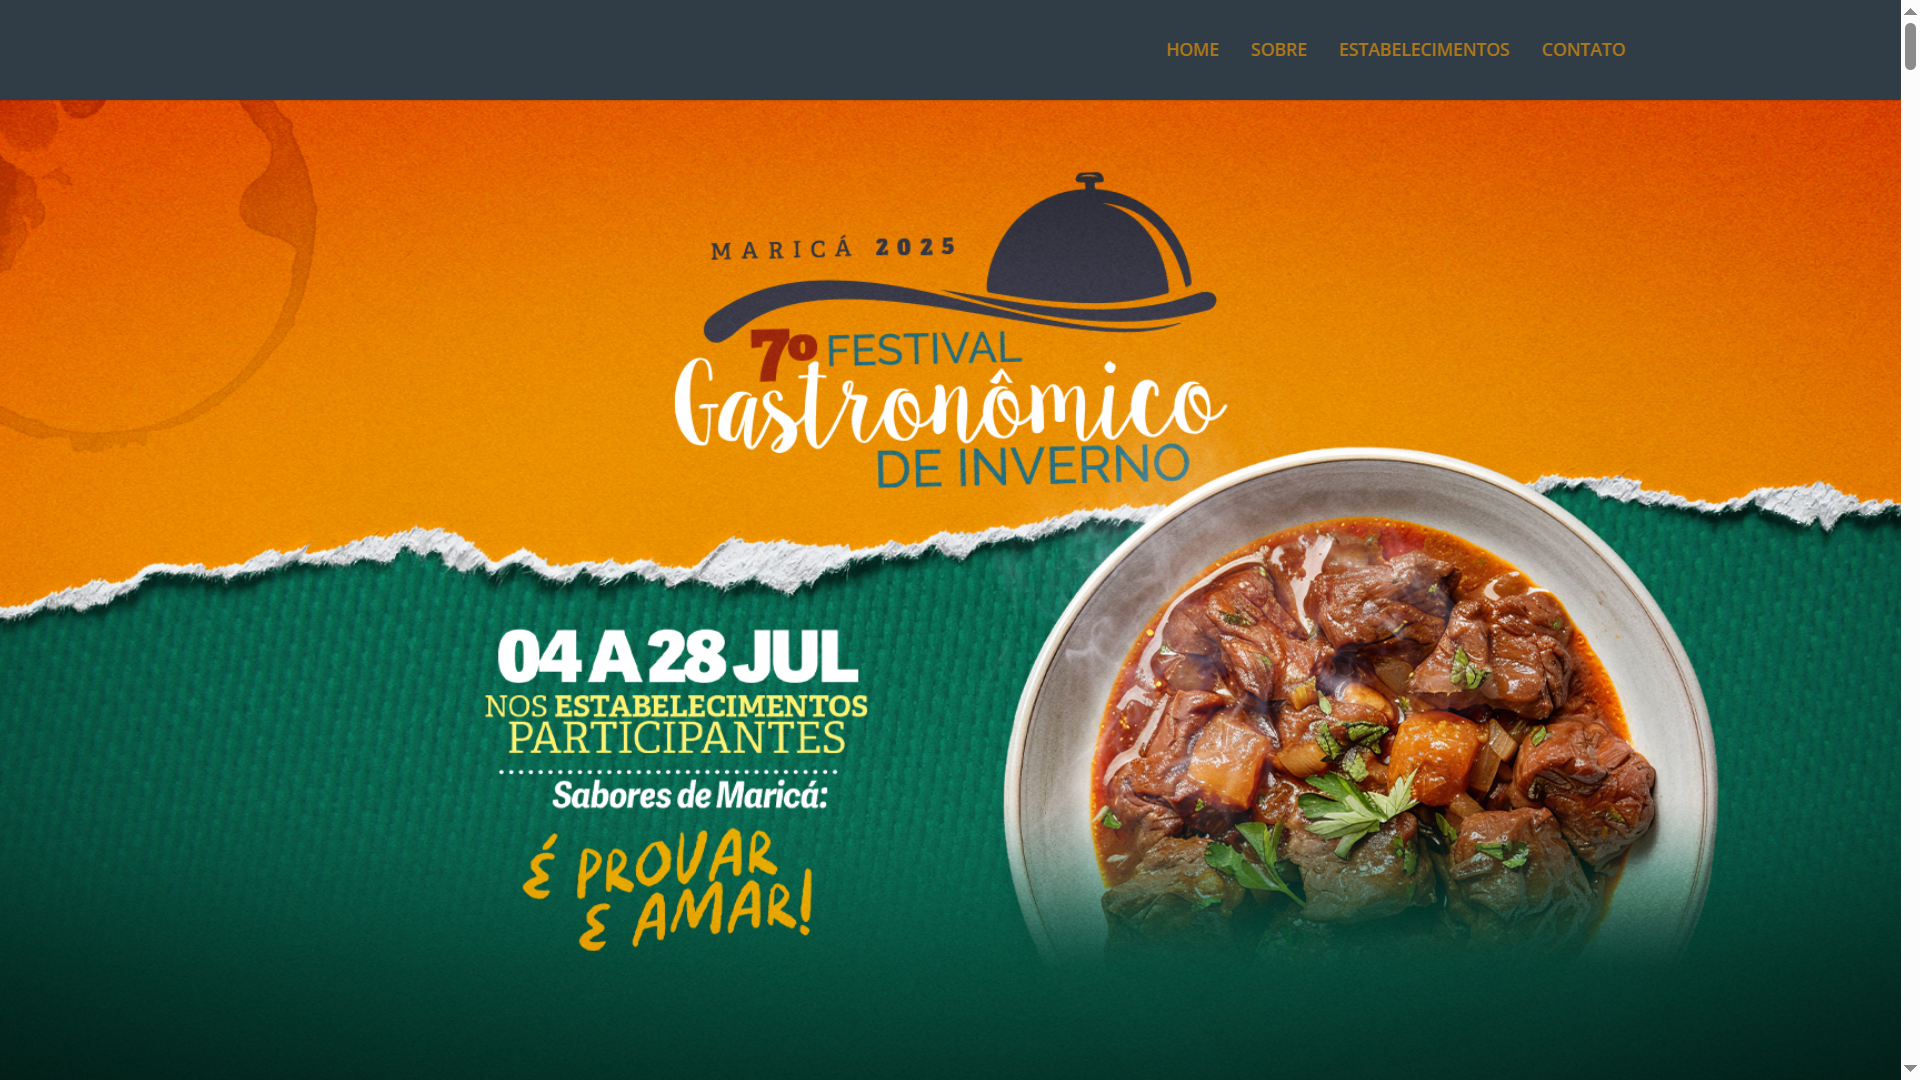 HOME SOBRE ESTABELECIMENTOS CONTATO
MARICÁ 2025
7º FESTIVAL
Gastronômico
DE INVERNO
04 A 28 JUL
NOS ESTABELECIMENTOS
PARTICIPANTES
Sabores de Maricá:
É PROVAR
E AMAR!